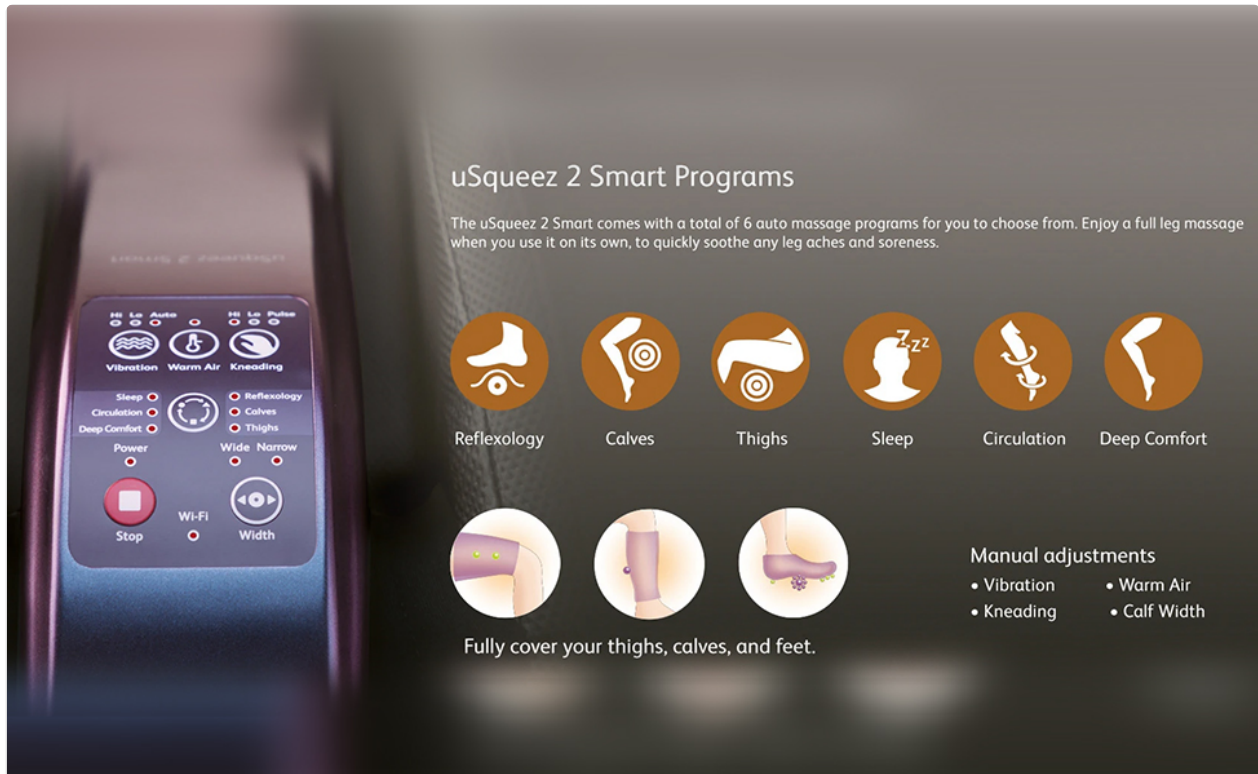 uSqueez 2 Smart Programs
The uSqueez 2 Smart comes with a total of 6 auto massage programs for you to choose from. Enjoy a full leg massage
when you use it on its own, to quickly soothe any leg aches and soreness.
uSqueez 2 Smart
Hi Lo Auto Hi Lo Pulse
Vibration Warm Air Kneading
Sleep Reflexology
Circulation Calves
Deep Comfort Thighs
Power Wide Narrow
Wi-Fi
Stop Width
zzz
Reflexology Calves Thighs Sleep Circulation Deep Comfort
Manual adjustments
• Vibration • Warm Air
• Kneading • Calf Width
Fully cover your thighs, calves, and feet.